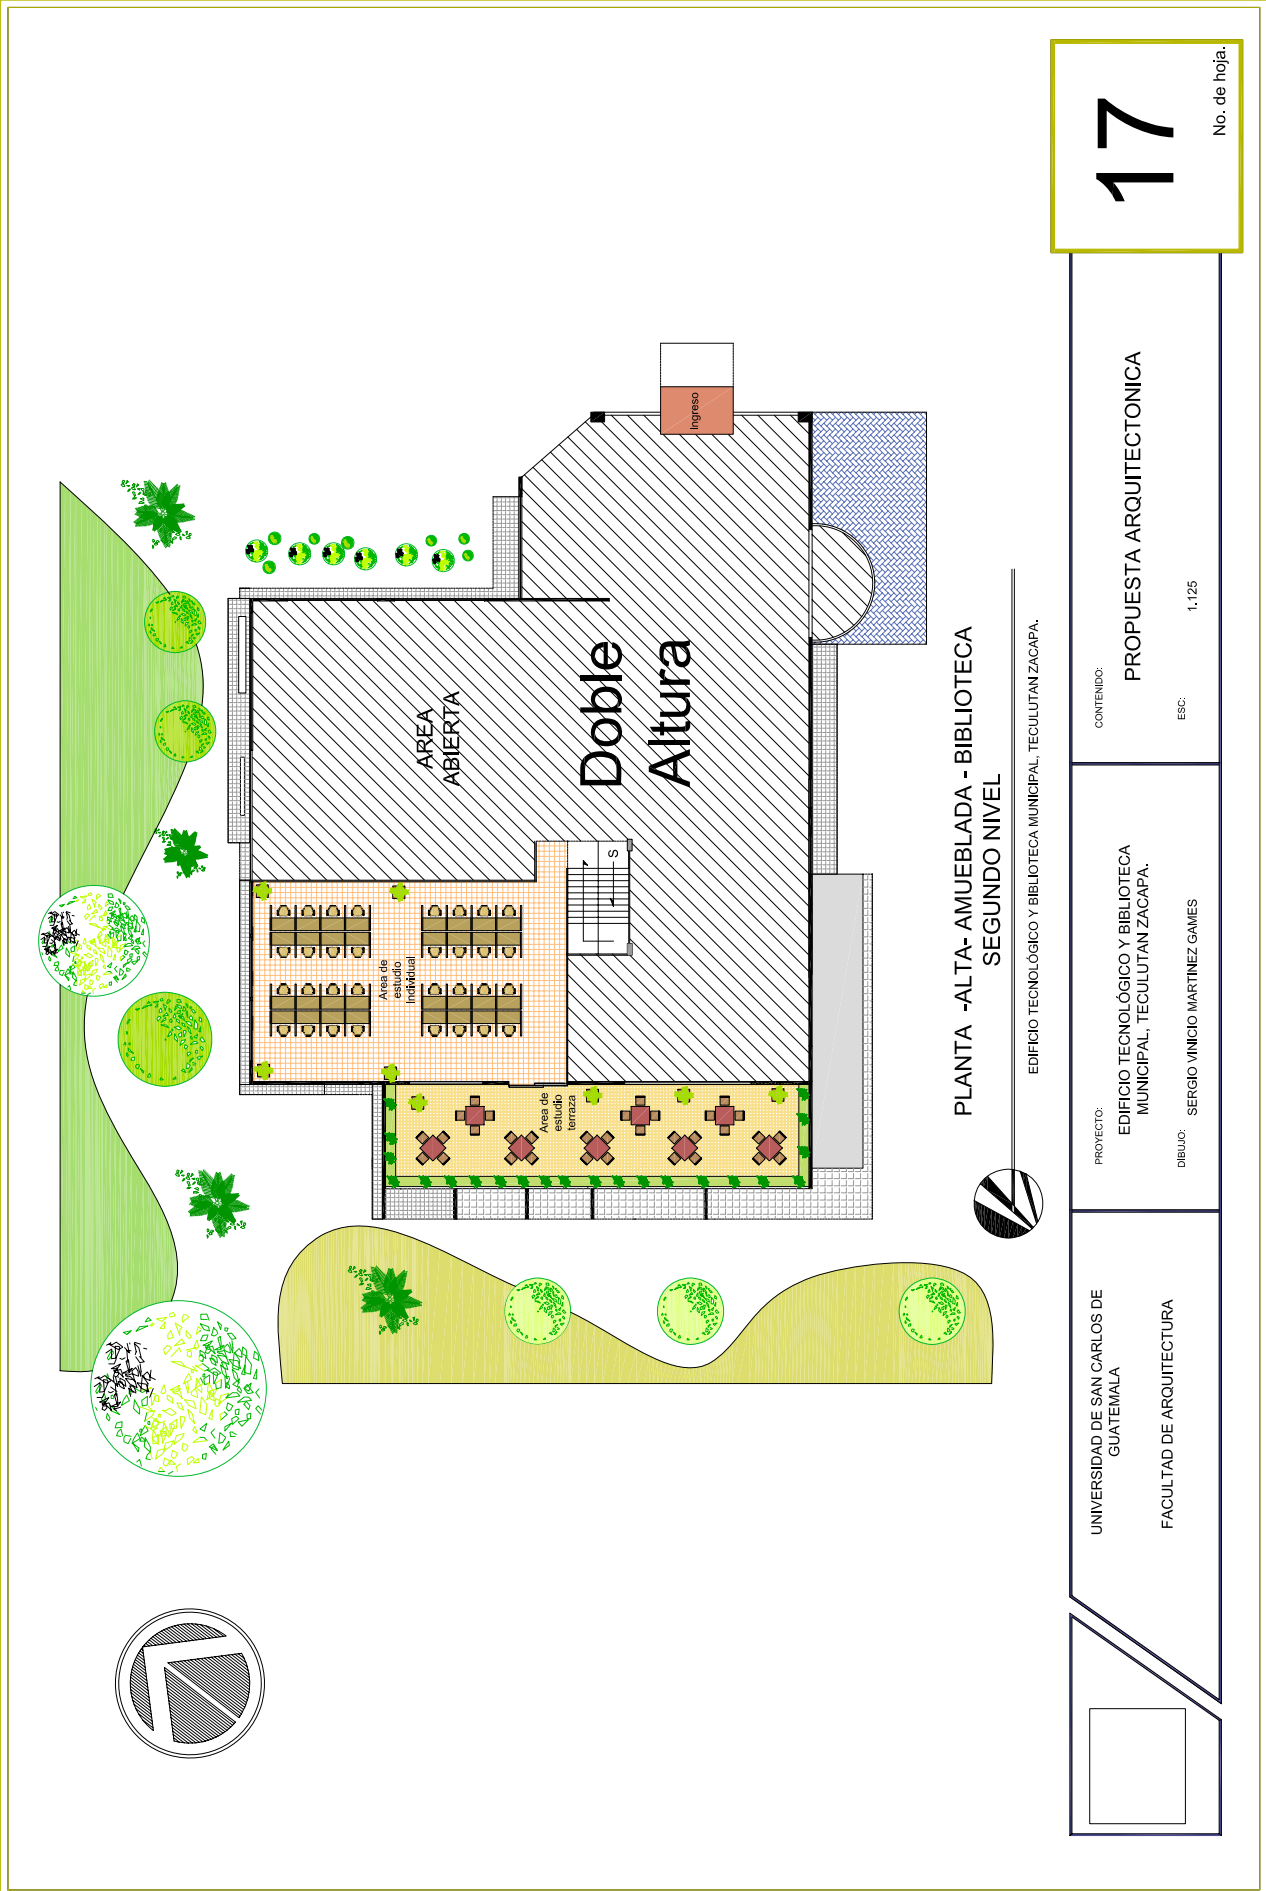 Ingreso
AREA
ABIERTA
Doble
Altura
S
Area de
estudio
Individual
Area de
estudio
terraza
PLANTA -ALTA- AMUEBLADA - BIBLIOTECA
SEGUNDO NIVEL
EDIFICIO TECNOLÓGICO Y BIBLIOTECA MUNICIPAL, TECULUTAN ZACAPA.
UNIVERSIDAD DE SAN CARLOS DE
GUATEMALA
FACULTAD DE ARQUITECTURA
PROYECTO:
EDIFICIO TECNOLÓGICO Y BIBLIOTECA
MUNICIPAL, TECULUTAN ZACAPA.
DIBUJO:
SERGIO VINICIO MARTINEZ GAMES
CONTENIDO:
PROPUESTA ARQUITECTONICA
ESC:
1.125
17
No. de hoja.